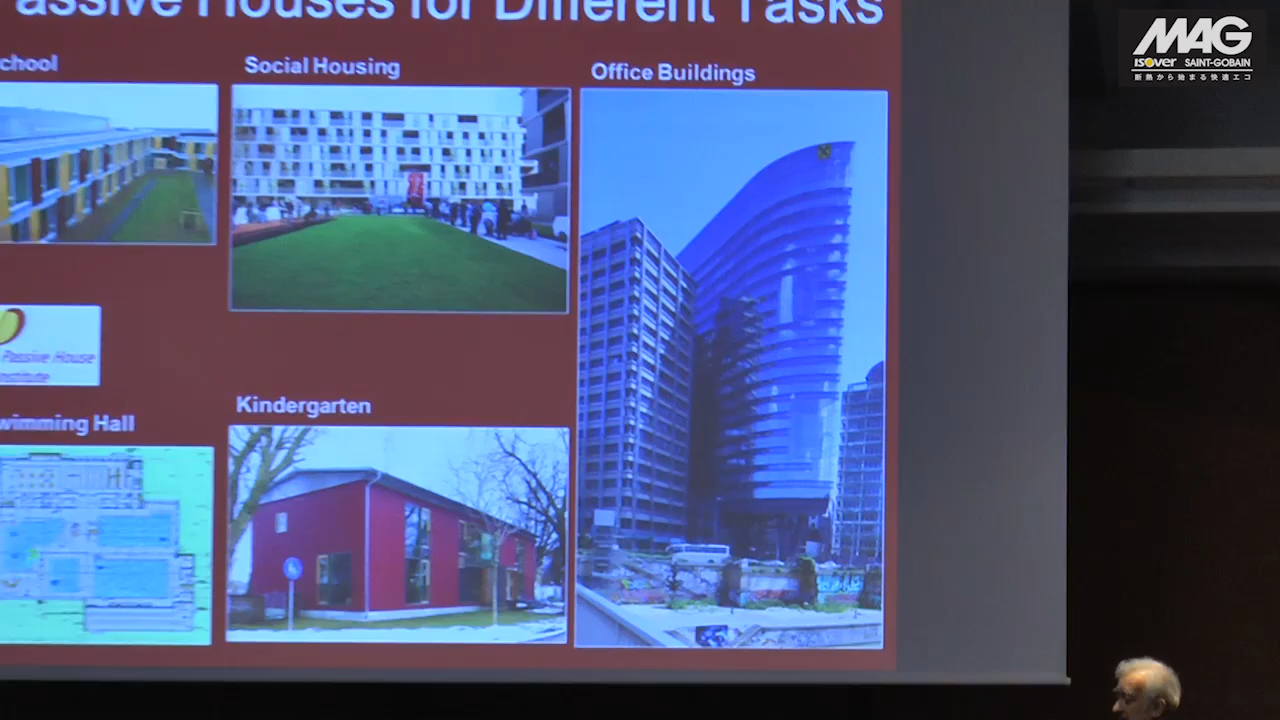 assive Houses for Different Tasks
chool
Social Housing
Office Buildings
Passive House
Institute
wimming Hall
Kindergarten
MAG
isover SAINT-GOBAIN
断熱から始まる快適エコ